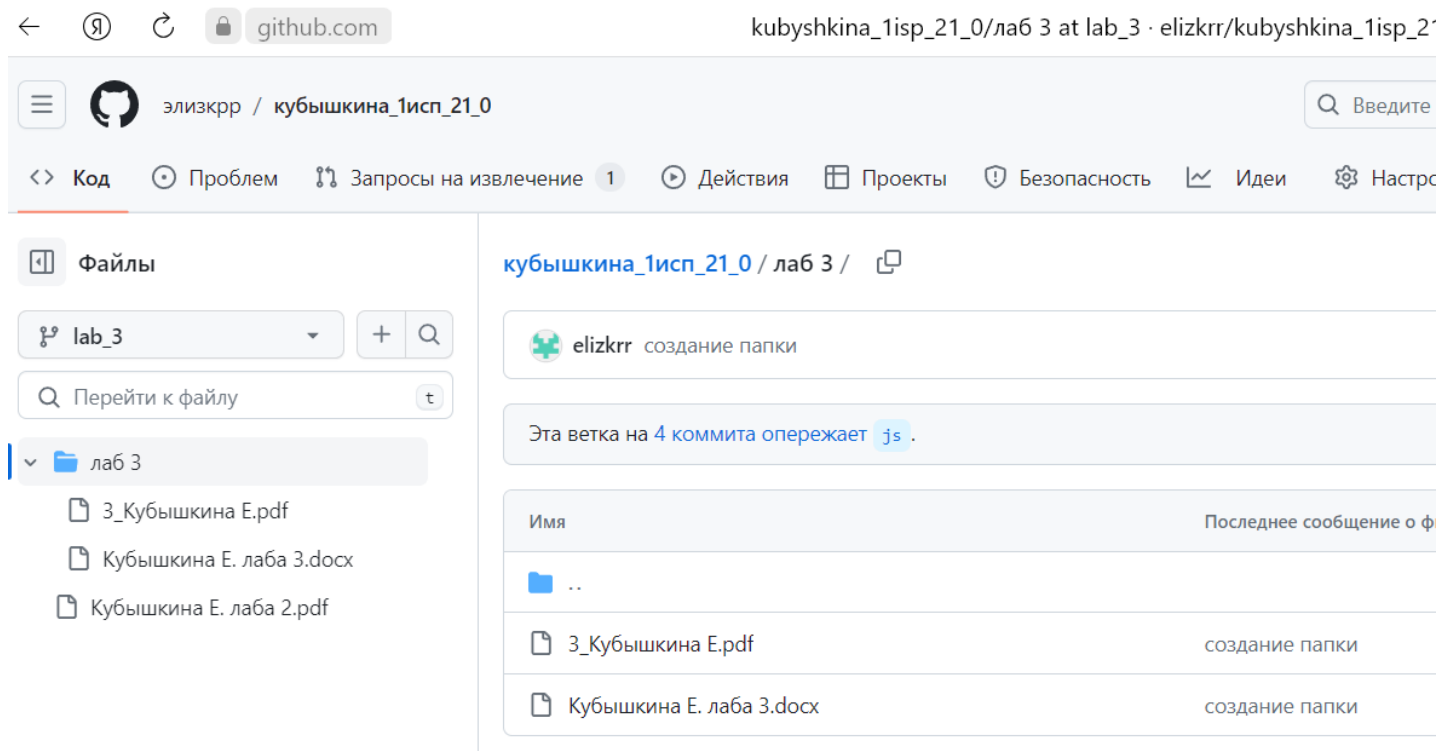 github.com kubyshkina_1isp_21_0/лаб 3 at lab_3 · elizkrr/kubyshkina_1isp_21
элизкрр / кубышкина_1исп_21_0 Введите
Код Проблем Запросы на извлечение 1 Действия Проекты Безопасность Идеи Настро
Файлы
кубышкина_1исп_21_0 / лаб 3 /
lab_3
elizkrr создание папки
Перейти к файлу t
Эта ветка на 4 коммита опережает js .
лаб 3
3_Кубышкина Е.pdf
Кубышкина Е. лаба 3.docx
Кубышкина Е. лаба 2.pdf
Имя Последнее сообщение о ф
..
3_Кубышкина Е.pdf создание папки
Кубышкина Е. лаба 3.docx создание папки